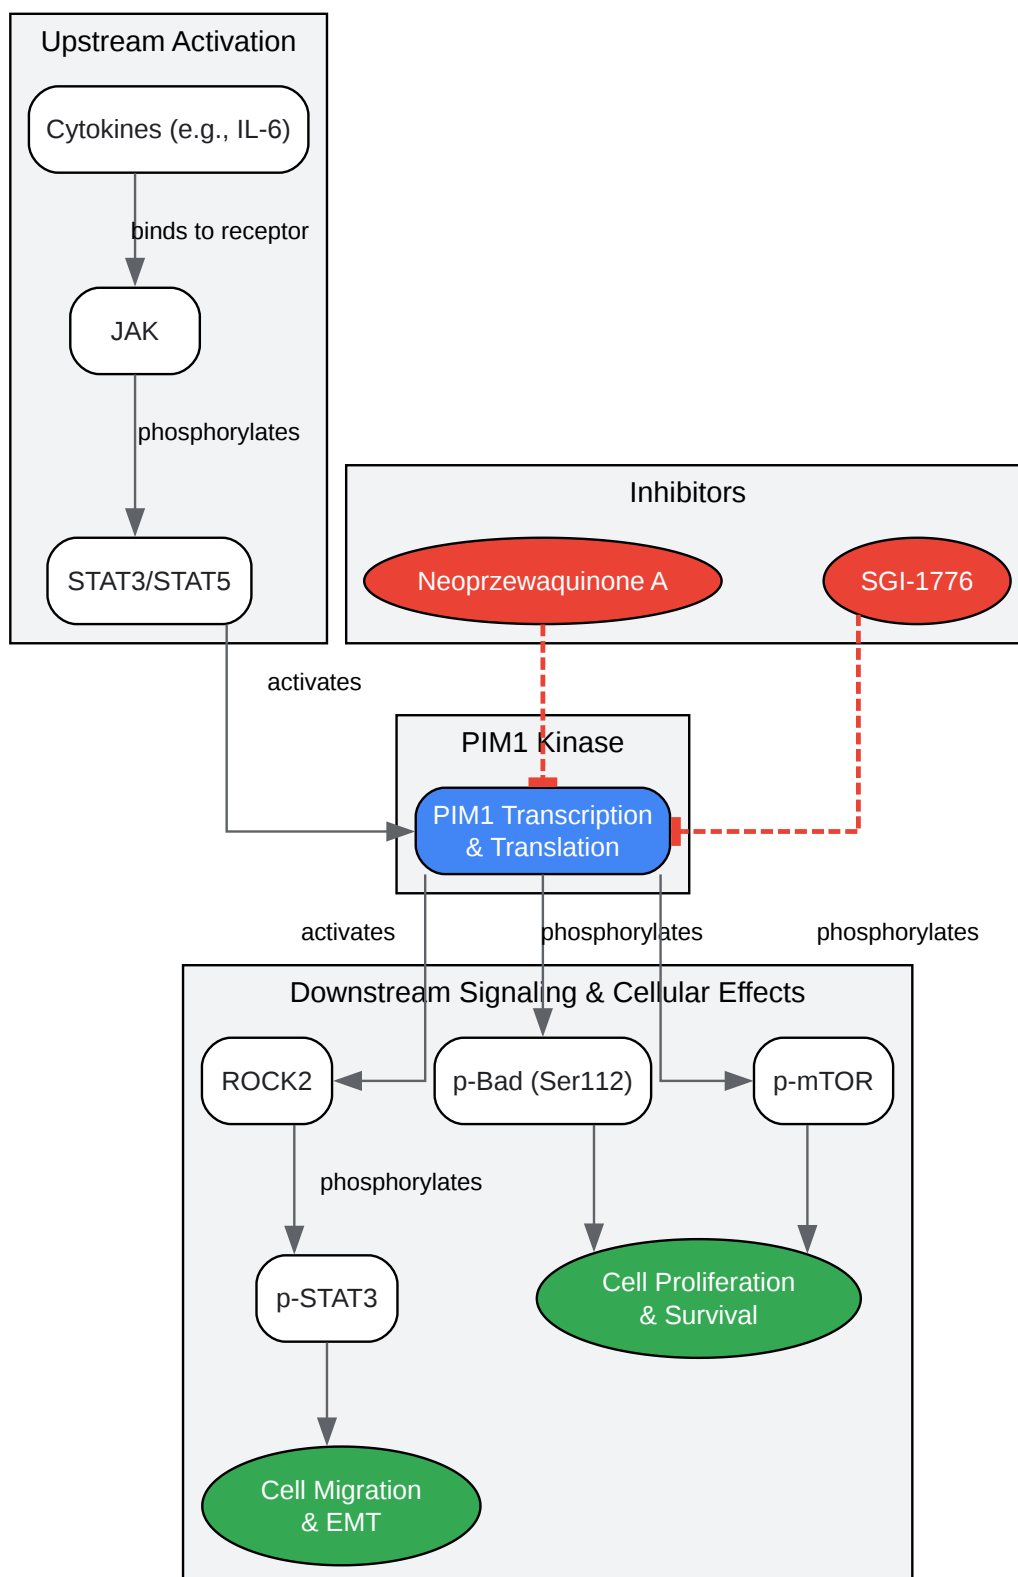 Upstream Activation
Cytokines (e.g., IL-6)
binds to receptor
JAK
phosphorylates
STAT3/STAT5
Inhibitors
Neoprzewaquinone A
SGI-1776
activates
PIM1 Kinase
PIM1 Transcription
& Translation
activates
phosphorylates
phosphorylates
Downstream Signaling & Cellular Effects
ROCK2
p-Bad (Ser112)
p-mTOR
phosphorylates
p-STAT3
Cell Proliferation
& Survival
Cell Migration
& EMT